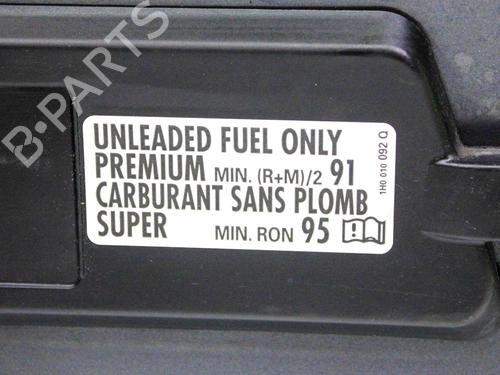 B-PARTS
UNLEADED FUEL ONLY
PREMIUM MIN. (R+M)/2 91
CARBURANT SANS PLOMB
SUPER MIN. RON 95
1H0 010 092 Q